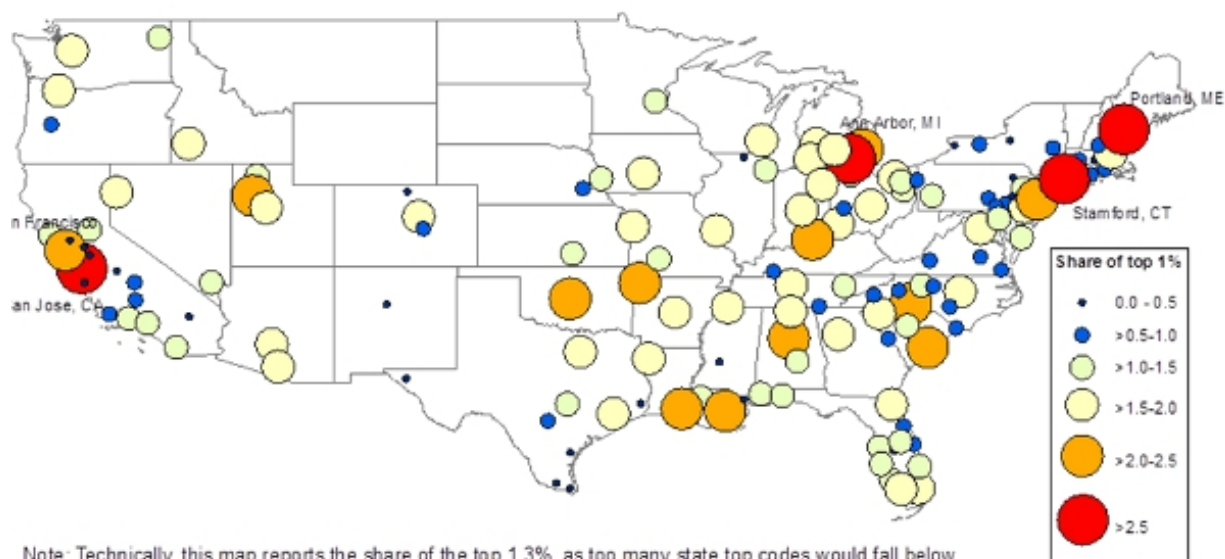 Portland, ME
Ann Arbor, MI
n Francisco
Stamford, CT
an Jose, CA
Share of top 1%
0.0 - 0.5
>0.5-1.0
>1.0-1.5
>1.5-2.0
>2.0-2.5
>2.5
Note: Technically, this map reports the share of the top 1.3%, as too many state top codes would fall below